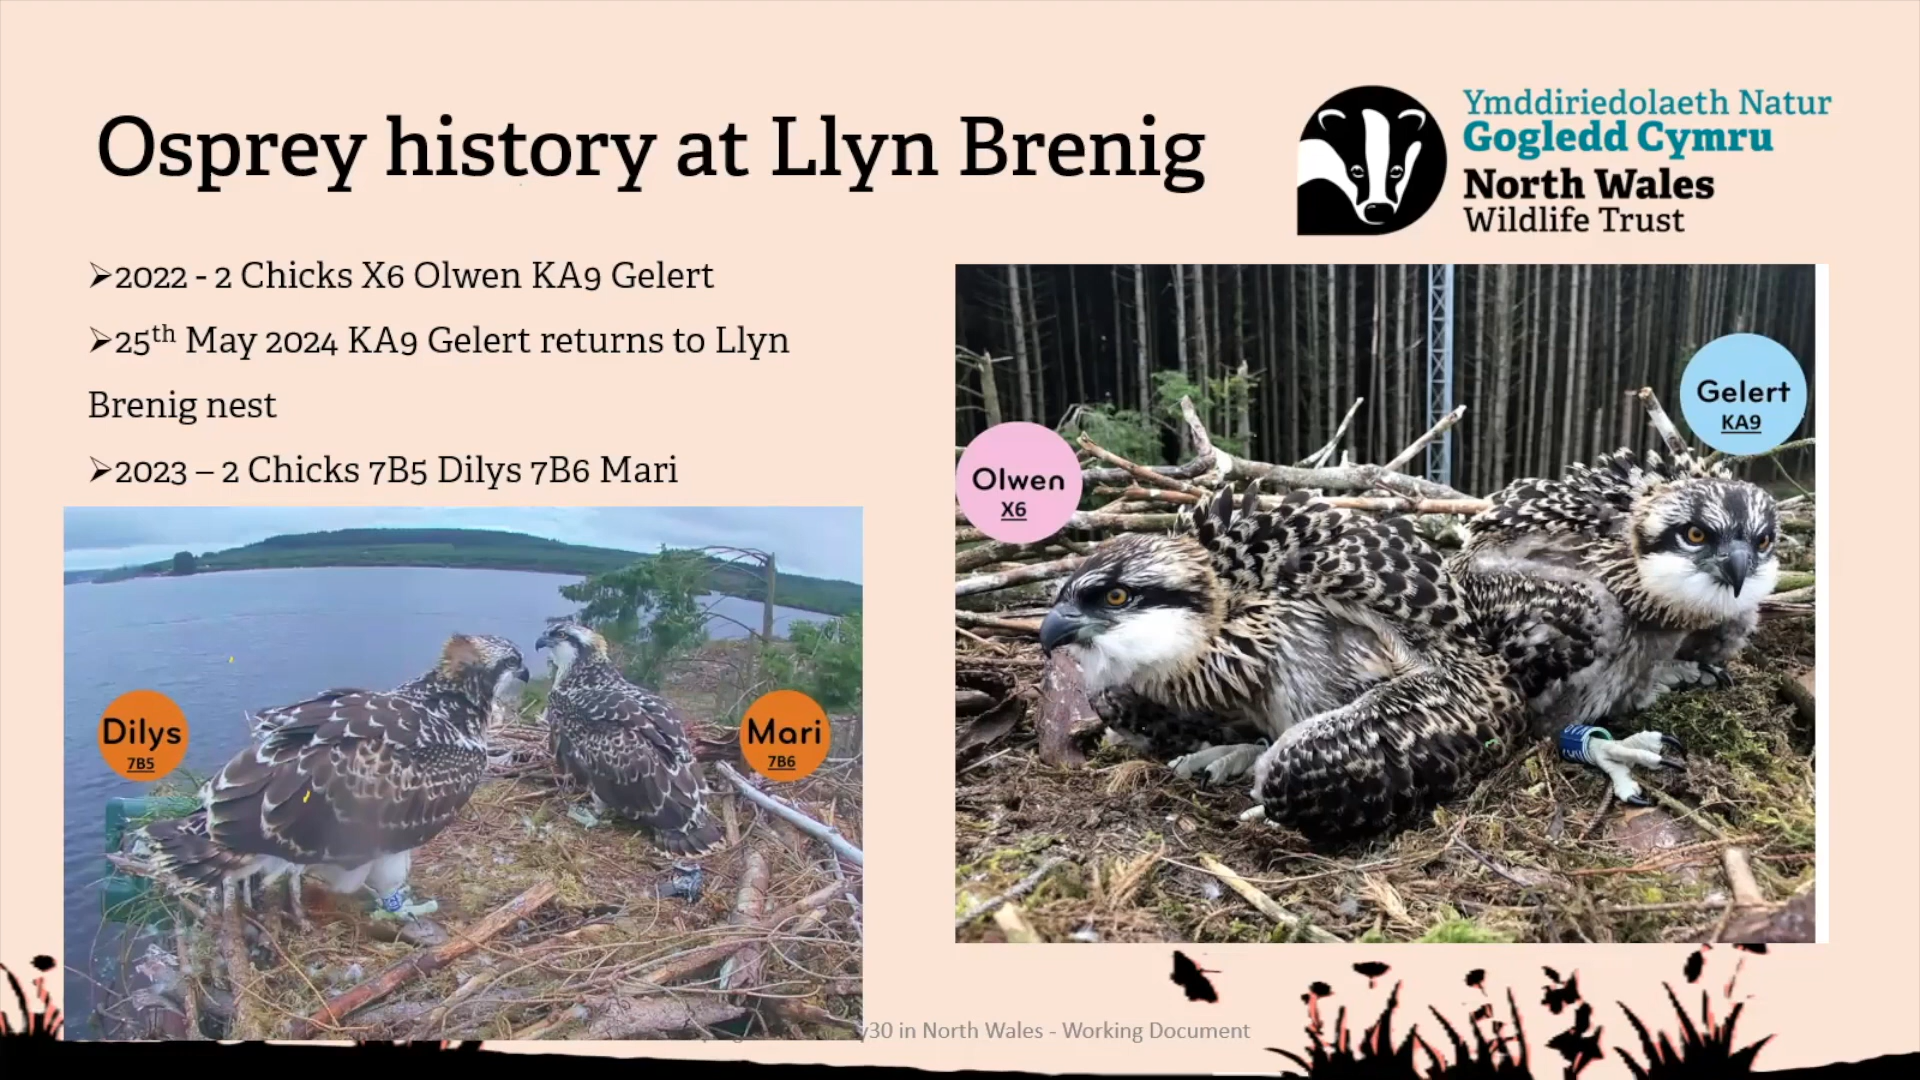 Osprey history at Llyn Brenig
Ymddiriedolaeth Natur
Gogledd Cymru
North Wales
Wildlife Trust
➢2022 - 2 Chicks X6 Olwen KA9 Gelert
➢25th May 2024 KA9 Gelert returns to Llyn
Brenig nest
➢2023 – 2 Chicks 7B5 Dilys 7B6 Mari
Olwen
X6
Gelert
KA9
Dilys
7B5
Mari
7B6
y30 in North Wales - Working Document